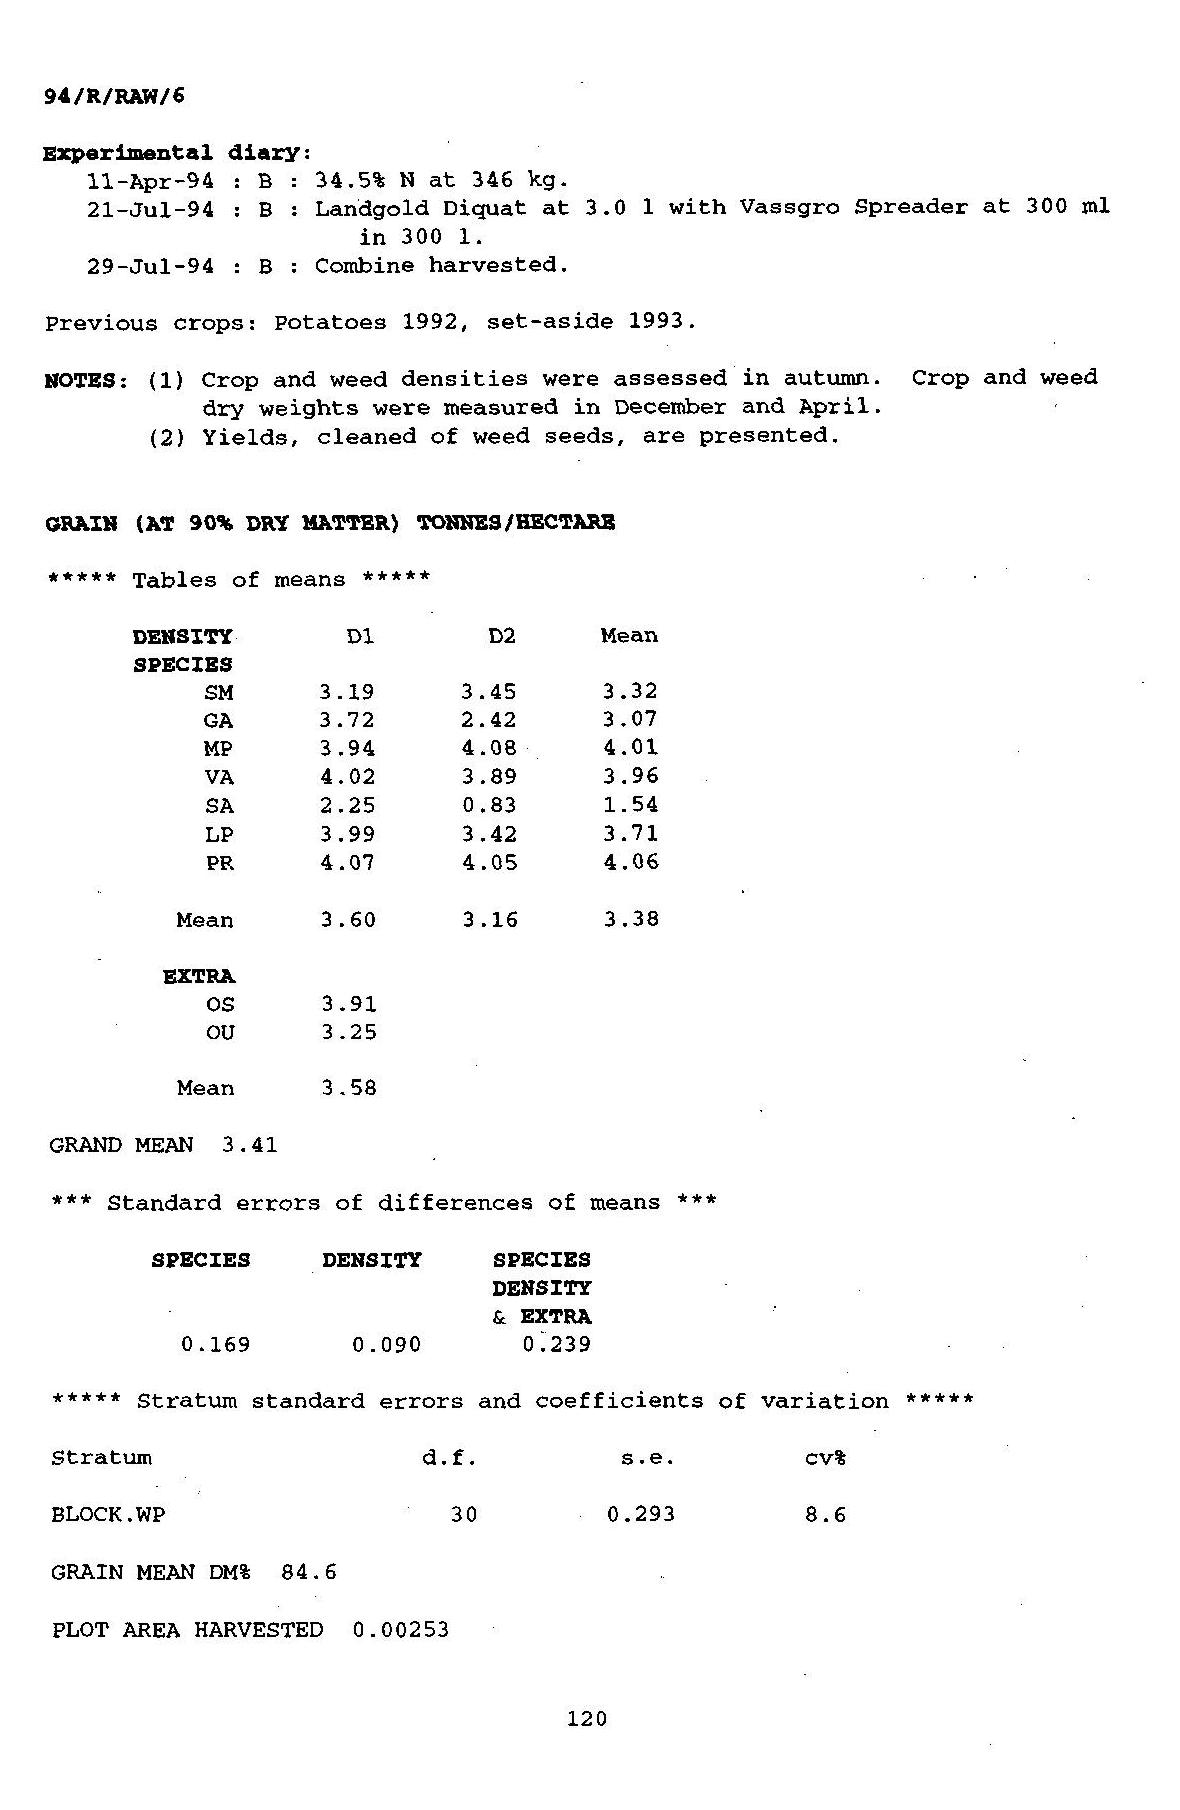 94/R/RAW/6
Experimental diary:
11-Apr-94 : B : 34.5% N at 346 kg.
21-Jul-94 : B : Landgold Diquat at 3.0 l with Vassgro Spreader at 300 ml
in 300 l.
29-Jul-94 : B : Combine harvested.
Previous crops: Potatoes 1992, set-aside 1993.
NOTES: (1) Crop and weed densities were assessed in autumn. Crop and weed
dry weights were measured in December and April.
(2) Yields, cleaned of weed seeds, are presented.
GRAIN (AT 90% DRY MATTER) TONNES/HECTARE
***** Tables of means *****
DENSITY D1 D2 Mean
SPECIES
SM 3.19 3.45 3.32
GA 3.72 2.42 3.07
MP 3.94 4.08 4.01
VA 4.02 3.89 3.96
SA 2.25 0.83 1.54
LP 3.99 3.42 3.71
PR 4.07 4.05 4.06
Mean 3.60 3.16 3.38
EXTRA
OS 3.91
OU 3.25
Mean 3.58
GRAND MEAN 3.41
*** Standard errors of differences of means ***
SPECIES DENSITY SPECIES
DENSITY
& EXTRA
0.169 0.090 0.239
***** Stratum standard errors and coefficients of variation *****
Stratum d.f. s.e. cv%
BLOCK.WP 30 0.293 8.6
GRAIN MEAN DM% 84.6
PLOT AREA HARVESTED 0.00253
120